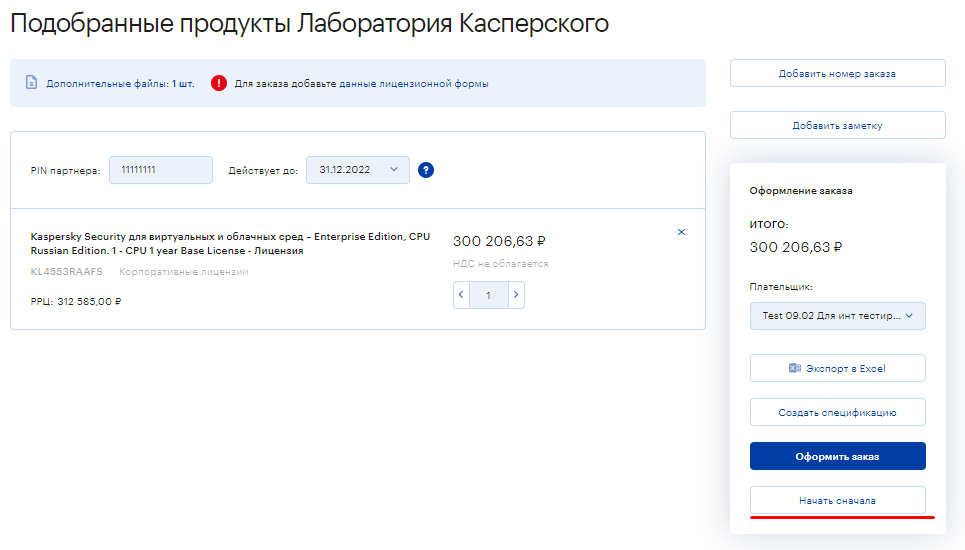 Подобранные продукты Лаборатория Касперского
Дополнительные файлы: 1 шт.
! Для заказа добавьте данные лицензионной формы
PIN партнера: 11111111 Действует до: 31.12.2022 ?
Kaspersky Security для виртуальных и облачных сред – Enterprise Edition, CPU
Russian Edition. 1 - CPU 1 year Base License - Лицензия
KL4553RAAFS Корпоративные лицензии
РРЦ: 312 585,00 ₽
300 206,63 ₽
НДС не облагается
1
Добавить номер заказа
Добавить заметку
Оформление заказа
ИТОГО:
300 206,63 ₽
Плательщик:
Test 09.02 Для инт тестир...
Экспорт в Excel
Создать спецификацию
Оформить заказ
Начать сначала